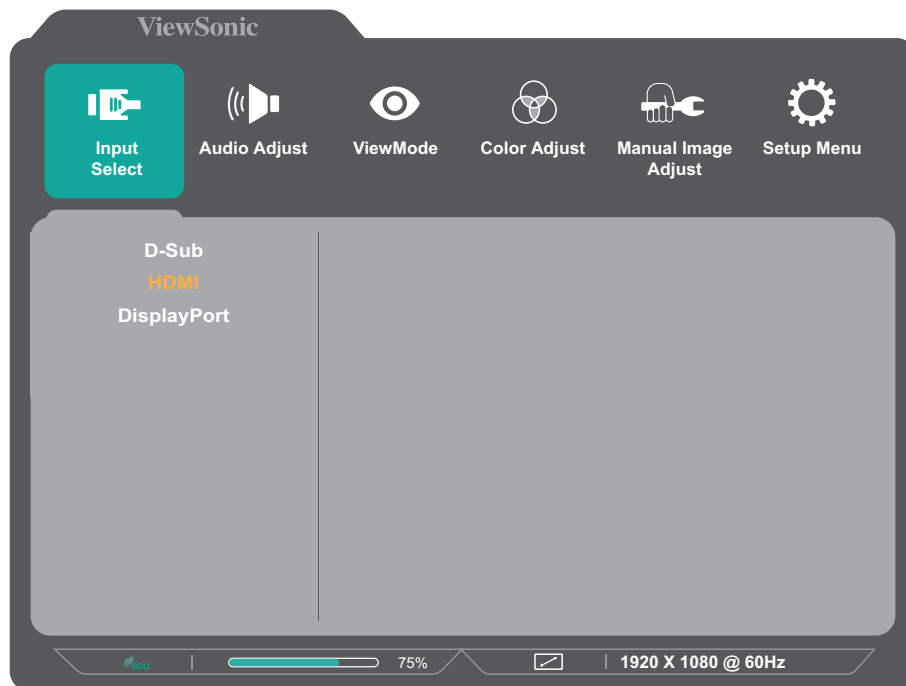 ViewSonic
Input
Select
Audio Adjust
ViewMode
Color Adjust
Manual Image
Adjust
Setup Menu
D-Sub
HDMI
DisplayPort
ECO
75%
1920 X 1080 @ 60Hz